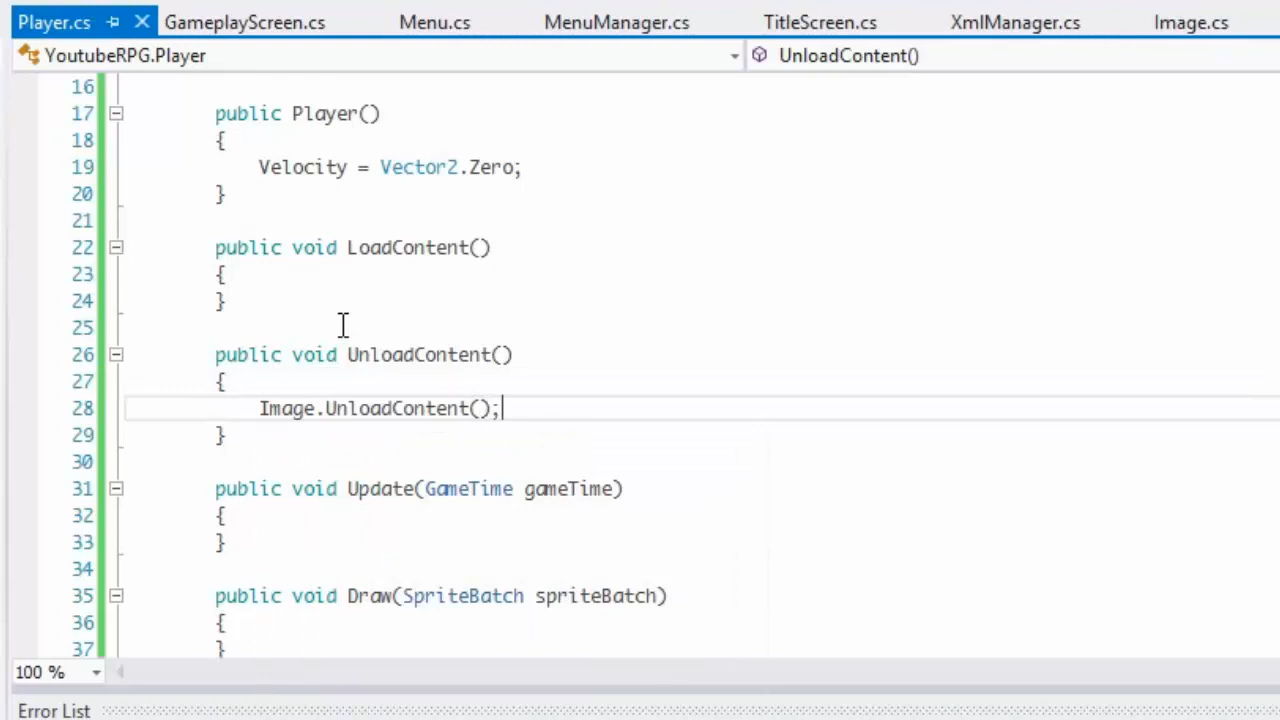 Player.cs GameplayScreen.cs Menu.cs MenuManager.cs TitleScreen.cs XmlManager.cs Image.cs
YoutubeRPG.Player UnloadContent()
16
17 public Player()
18 {
19 Velocity = Vector2.Zero;
20 }
21
22 public void LoadContent()
23 {
24 }
25
26 public void UnloadContent()
27 {
28 Image.UnloadContent();
29 }
30
31 public void Update(GameTime gameTime)
32 {
33 }
34
35 public void Draw(SpriteBatch spriteBatch)
36 {
37 }
100 %
Error List